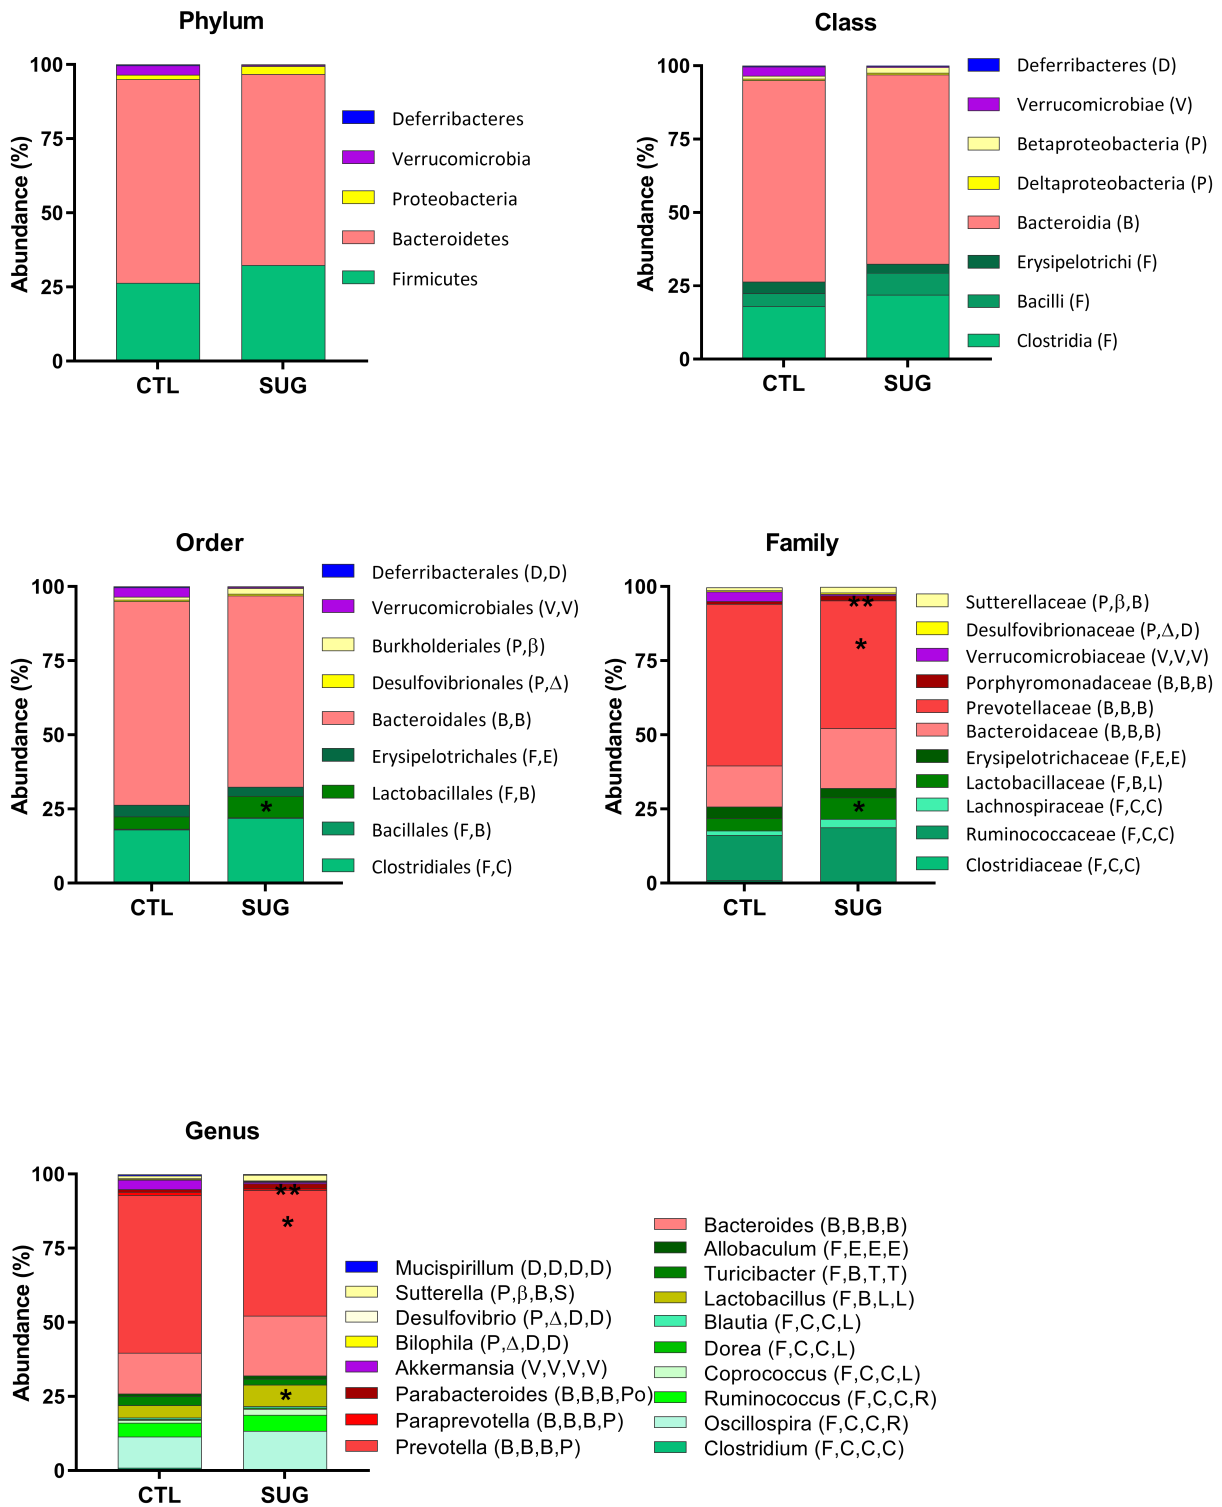 Phylum
Abundance (%)
100
75
50
25
0
CTL SUG
Deferribacteres
Verrucomicrobia
Proteobacteria
Bacteroidetes
Firmicutes
Class
Abundance (%)
100
75
50
25
0
CTL SUG
Deferribacteres (D)
Verrucomicrobiae (V)
Betaproteobacteria (P)
Deltaproteobacteria (P)
Bacteroidia (B)
Erysipelotrichi (F)
Bacilli (F)
Clostridia (F)
Order
Abundance (%)
100
75
50
25
0
*
CTL SUG
Deferribacterales (D,D)
Verrucomicrobiales (V,V)
Burkholderiales (P,β)
Desulfovibrionales (P,Δ)
Bacteroidales (B,B)
Erysipelotrichales (F,E)
Lactobacillales (F,B)
Bacillales (F,B)
Clostridiales (F,C)
Family
Abundance (%)
100
75
50
25
0
**
*
*
CTL SUG
Sutterellaceae (P,β,B)
Desulfovibrionaceae (P,Δ,D)
Verrucomicrobiaceae (V,V,V)
Porphyromonadaceae (B,B,B)
Prevotellaceae (B,B,B)
Bacteroidaceae (B,B,B)
Erysipelotrichaceae (F,E,E)
Lactobacillaceae (F,B,L)
Lachnospiraceae (F,C,C)
Ruminococcaceae (F,C,C)
Clostridiaceae (F,C,C)
Genus
Abundance (%)
100
75
50
25
0
**
*
*
CTL SUG
Mucispirillum (D,D,D,D)
Sutterella (P,β,B,S)
Desulfovibrio (P,Δ,D,D)
Bilophila (P,Δ,D,D)
Akkermansia (V,V,V,V)
Parabacteroides (B,B,B,Po)
Paraprevotella (B,B,B,P)
Prevotella (B,B,B,P)
Bacteroides (B,B,B,B)
Allobaculum (F,E,E,E)
Turicibacter (F,B,T,T)
Lactobacillus (F,B,L,L)
Blautia (F,C,C,L)
Dorea (F,C,C,L)
Coprococcus (F,C,C,L)
Ruminococcus (F,C,C,R)
Oscillospira (F,C,C,R)
Clostridium (F,C,C,C)